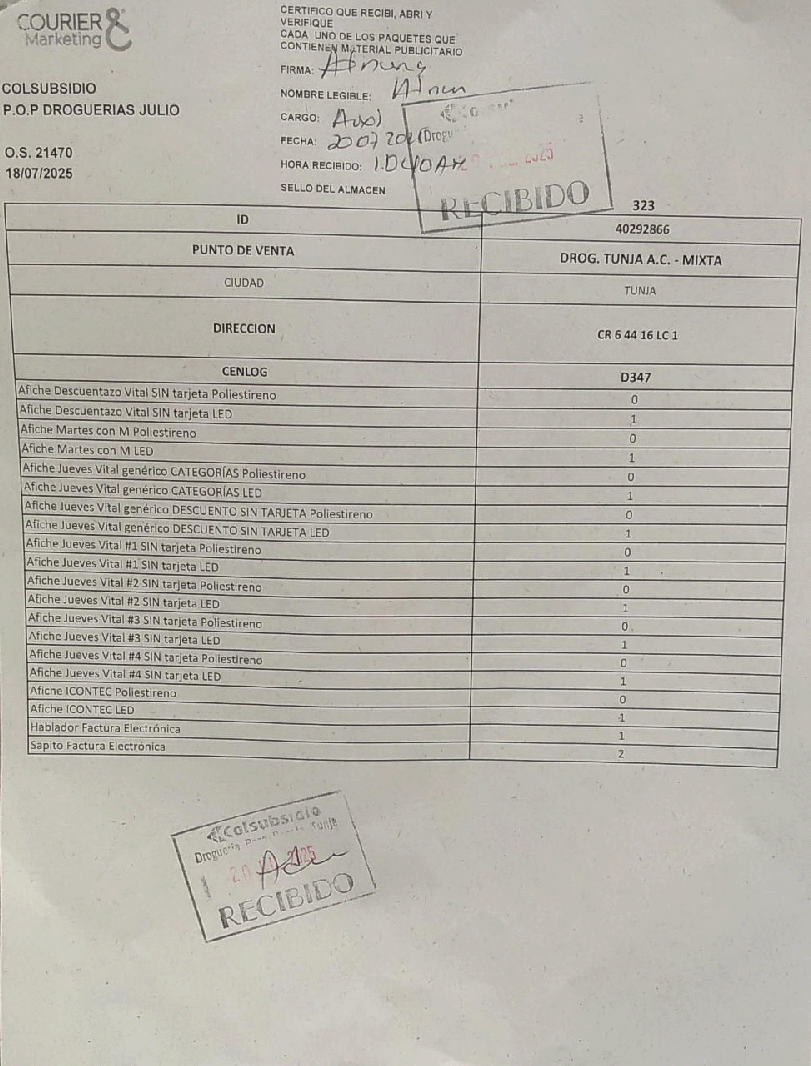 COURIER &
Marketing
COLSUBSIDIO
P.O.P DROGUERIAS JULIO
O.S. 21470
18/07/2025
CERTIFICO QUE RECIBI, ABRI Y
VERIFIQUE
CADA UNO DE LOS PAQUETES QUE
CONTIENEN MATERIAL PUBLICITARIO
FIRMA:
NOMBRE LEGIBLE:
CARGO:
FECHA: 20 07
HORA RECIBIDO:
SELLO DEL ALMACEN
RECIBIDO
323
ID 40292866
PUNTO DE VENTA DROG. TUNJA A.C. - MIXTA
CIUDAD TUNJA
DIRECCION CR 6 44 16 LC 1
CENLOG D347
Afiche Descuentazo Vital SIN tarjeta Poliestireno 0
Afiche Descuentazo Vital SIN tarjeta LED 1
Afiche Martes con M Poliestireno 0
Afiche Martes con M LED 1
Afiche Jueves Vital genérico CATEGORÍAS Poliestireno 0
Afiche Jueves Vital genérico CATEGORÍAS LED 1
Afiche Jueves Vital genérico DESCUENTO SIN TARJETA Poliestireno 0
Afiche Jueves Vital genérico DESCUENTO SIN TARJETA LED 1
Afiche Jueves Vital #1 SIN tarjeta Poliestireno 0
Afiche Jueves Vital #1 SIN tarjeta LED 1
Afiche Jueves Vital #2 SIN tarjeta Poliestireno 0
Afiche Jueves Vital #2 SIN tarjeta LED 1
Afiche Jueves Vital #3 SIN tarjeta Poliestireno 0
Afiche Jueves Vital #3 SIN tarjeta LED 1
Afiche Jueves Vital #4 SIN tarjeta Poliestireno 0
Afiche Jueves Vital #4 SIN tarjeta LED 1
Afiche ICONTEC Poliestireno 0
Afiche ICONTEC LED 1
Hablador Factura Electrónica 1
Sapito Factura Electrónica 2
Colsubsidio
Tunja
RECIBIDO